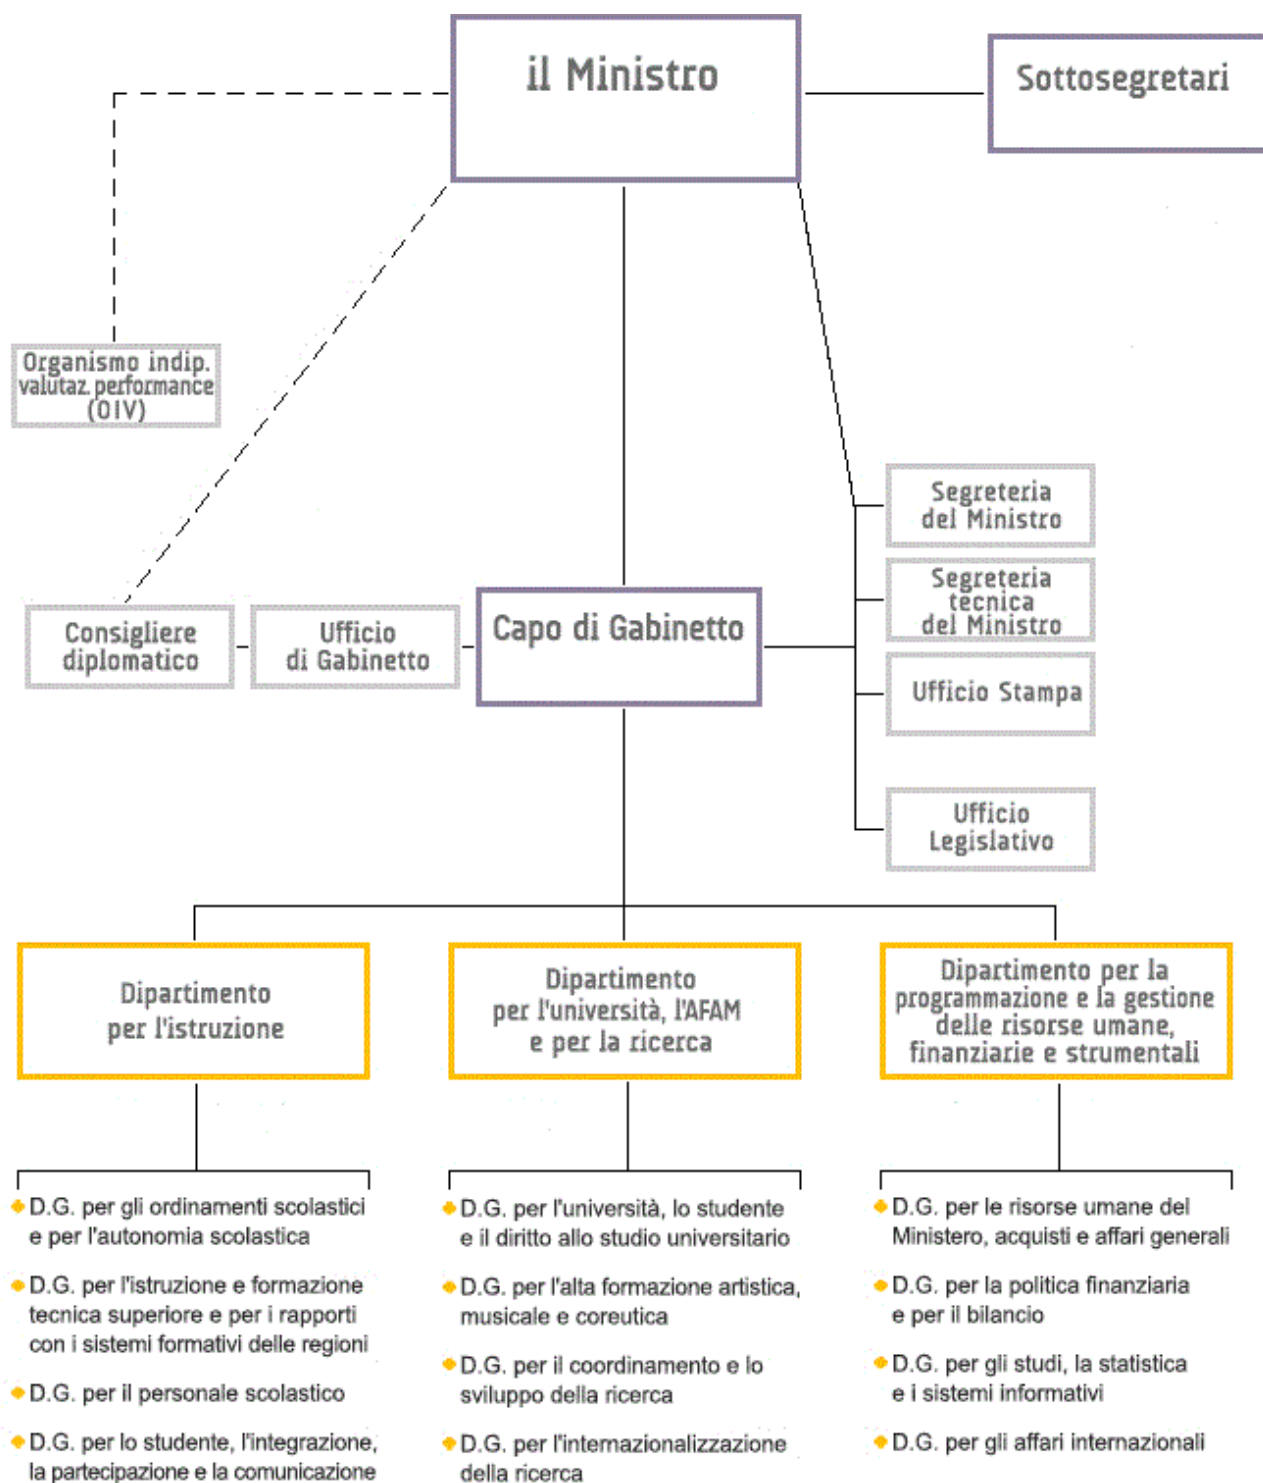 il Ministro
Sottosegretari
Organismo indip.
valutaz. performance
(OIV)
Segreteria
del Ministro
Segreteria
tecnica
del Ministro
Consigliere
diplomatico
Ufficio
di Gabinetto
Capo di Gabinetto
Ufficio Stampa
Ufficio
Legislativo
Dipartimento
per l'istruzione
Dipartimento
per l'università, l'AFAM
e per la ricerca
Dipartimento per la
programmazione e la gestione
delle risorse umane,
finanziarie e strumentali
D.G. per gli ordinamenti scolastici
e per l'autonomia scolastica
D.G. per l'istruzione e formazione
tecnica superiore e per i rapporti
con i sistemi formativi delle regioni
D.G. per il personale scolastico
D.G. per lo studente, l'integrazione,
la partecipazione e la comunicazione
D.G. per l'università, lo studente
e il diritto allo studio universitario
D.G. per l'alta formazione artistica,
musicale e coreutica
D.G. per il coordinamento e lo
sviluppo della ricerca
D.G. per l'internazionalizzazione
della ricerca
D.G. per le risorse umane del
Ministero, acquisti e affari generali
D.G. per la politica finanziaria
e per il bilancio
D.G. per gli studi, la statistica
e i sistemi informativi
D.G. per gli affari internazionali